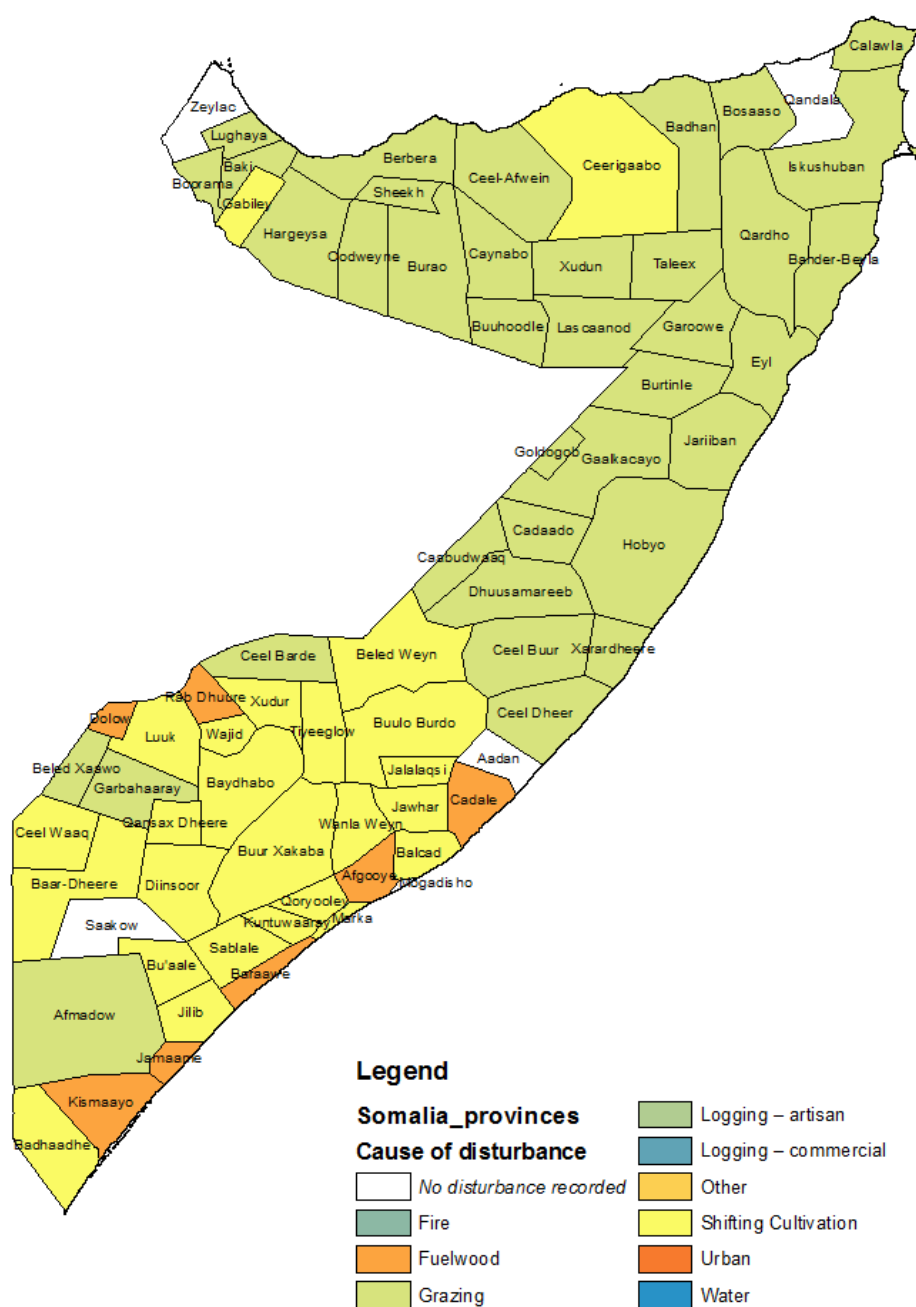 Calawla
Zeylac
Qandala
Bosaaso
Lughaya
Badhan
Berbera
Ceerigaabo
Baki
Iskushuban
Ceel-Afwein
Boorama
Sheekh
Gabiley
Hargeysa
Qardho
Oodweyne
Caynabo
Taleex
Bander-Beyla
Burao
Xudun
Buuhoodle
Lascaanod
Garoowe
Eyl
Burtinle
Jariiban
Goldogob
Gaalkacayo
Cadaado
Hobyo
Caabudwaaq
Dhuusamareeb
Ceel Barde
Beled Weyn
Ceel Buur
Xarardheere
Rab Dhuure
Xudur
Ceel Dheer
Dolow
Buulo Burdo
Tiyeeglow
Luuk
Wajid
Aadan
Beled Xaawo
Jalalaqsi
Baydhabo
Garbahaaray
Cadale
Jawhar
Qansax Dheere
Wanla Weyn
Ceel Waaq
Buur Xakaba
Balcad
Afgooye
Baar-Dheere
Diinsoor
Mogadisho
Qoryooley
Saakow
Kuntuwaaray
Marka
Sablale
Bu'aale
Baraawe
Jilib
Afmadow
Jamaame
Kismaayo
Badhaadhe
Legend
Somalia_provinces
Cause of disturbance
No disturbance recorded
Fire
Fuelwood
Grazing
Logging – artisan
Logging – commercial
Other
Shifting Cultivation
Urban
Water